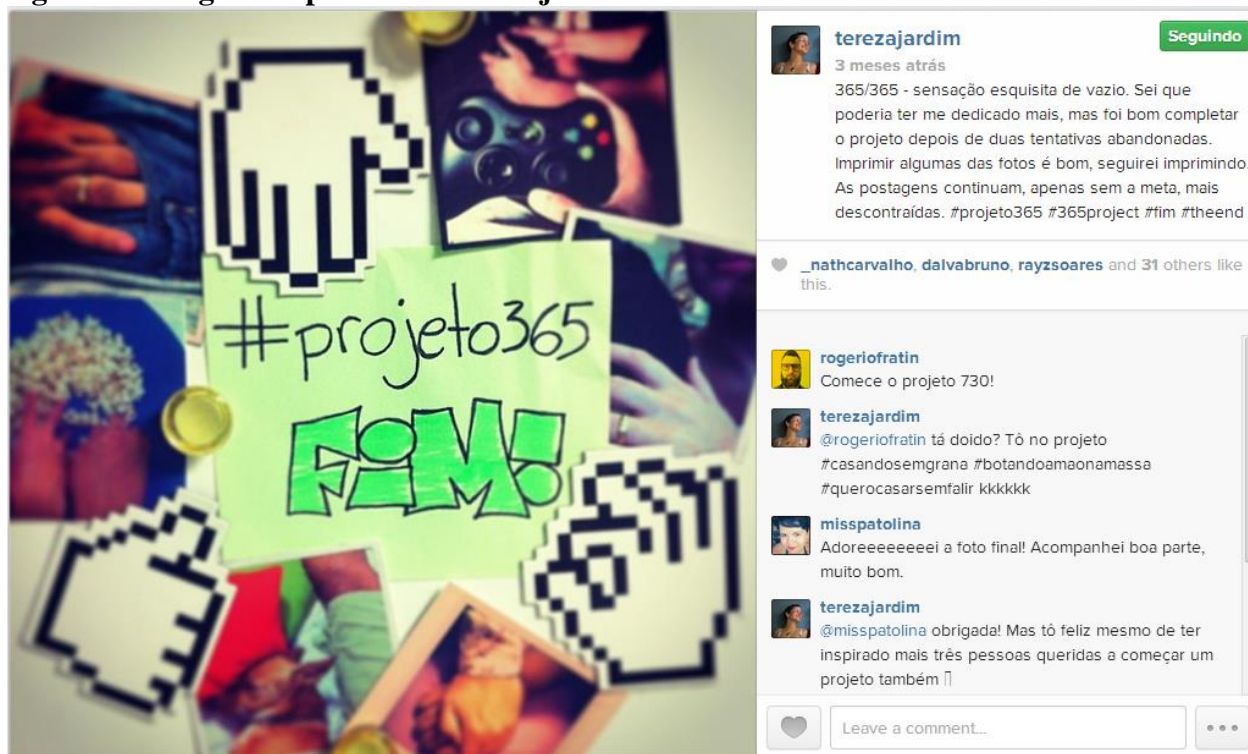 #projeto365
FiM!
terezajardim
Seguindo
3 meses atrás
365/365 - sensação esquisita de vazio. Sei que
poderia ter me dedicado mais, mas foi bom completar
o projeto depois de duas tentativas abandonadas.
Imprimir algumas das fotos é bom, seguirei imprimindo.
As postagens continuam, apenas sem a meta, mais
descontraídas. #projeto365 #365project #fim #theend
_nathcarvalho, dalvabruno, rayzsoares and 31 others like
this.
rogeriofratin
Comece o projeto 730!
terezajardim
@rogeriofratin tá doido? Tô no projeto
#casandosemgrana #botandoamaonamassa
#querocasarsemfalir kkkkkk
misspatolina
Adoreeeeeeeei a foto final! Acompanhei boa parte,
muito bom.
terezajardim
@misspatolina obrigada! Mas tô feliz mesmo de ter
inspirado mais três pessoas queridas a começar um
projeto também
Leave a comment...